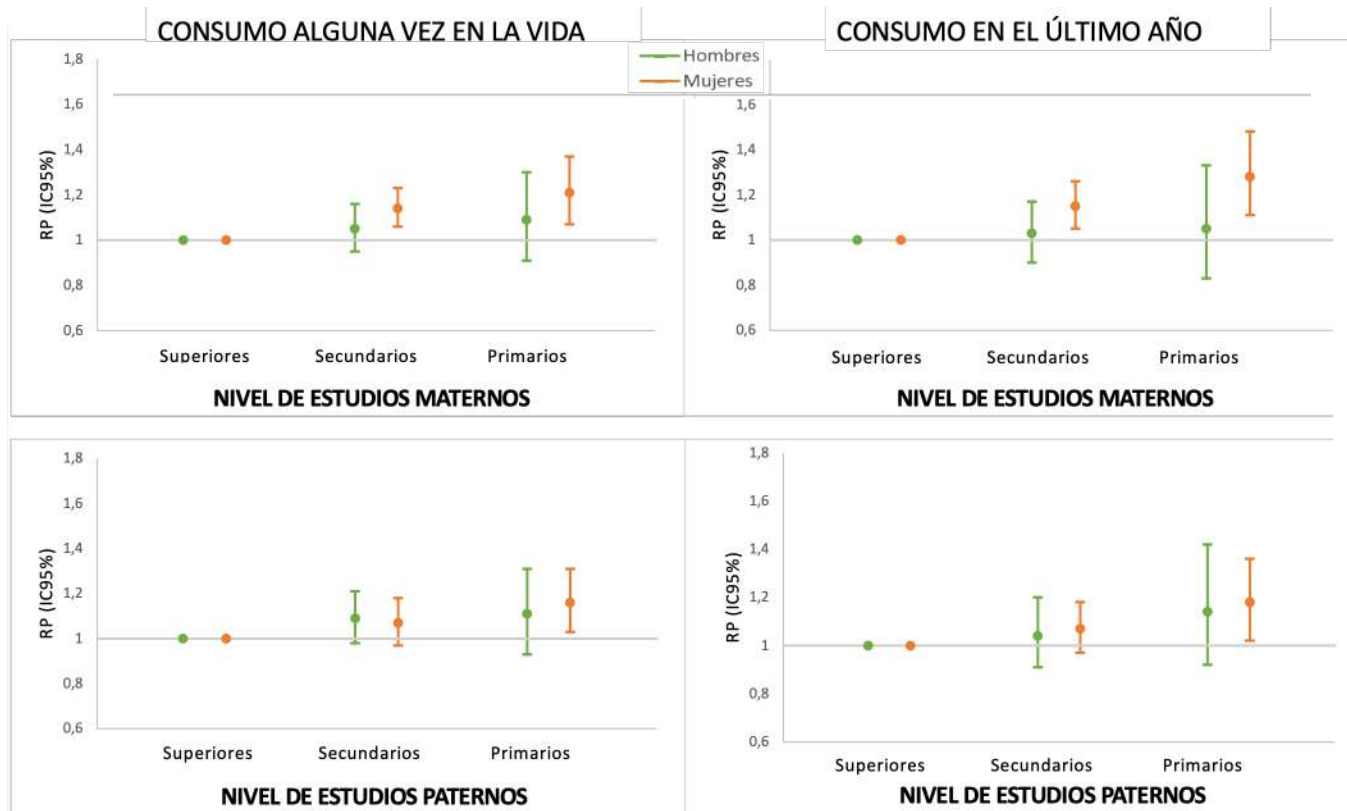 CONSUMO ALGUNA VEZ EN LA VIDA
CONSUMO EN EL ÚLTIMO AÑO
Hombres
Mujeres
RP (IC95%)
1,8
1,6
1,4
1,2
1
0,8
0,6
Superiores Secundarios Primarios
NIVEL DE ESTUDIOS MATERNOS
RP (IC95%)
1,8
1,6
1,4
1,2
1
0,8
0,6
Superiores Secundarios Primarios
NIVEL DE ESTUDIOS MATERNOS
RP (IC95%)
1,8
1,6
1,4
1,2
1
0,8
0,6
Superiores Secundarios Primarios
NIVEL DE ESTUDIOS PATERNOS
RP (IC95%)
1,8
1,6
1,4
1,2
1
0,8
0,6
Superiores Secundarios Primarios
NIVEL DE ESTUDIOS PATERNOS